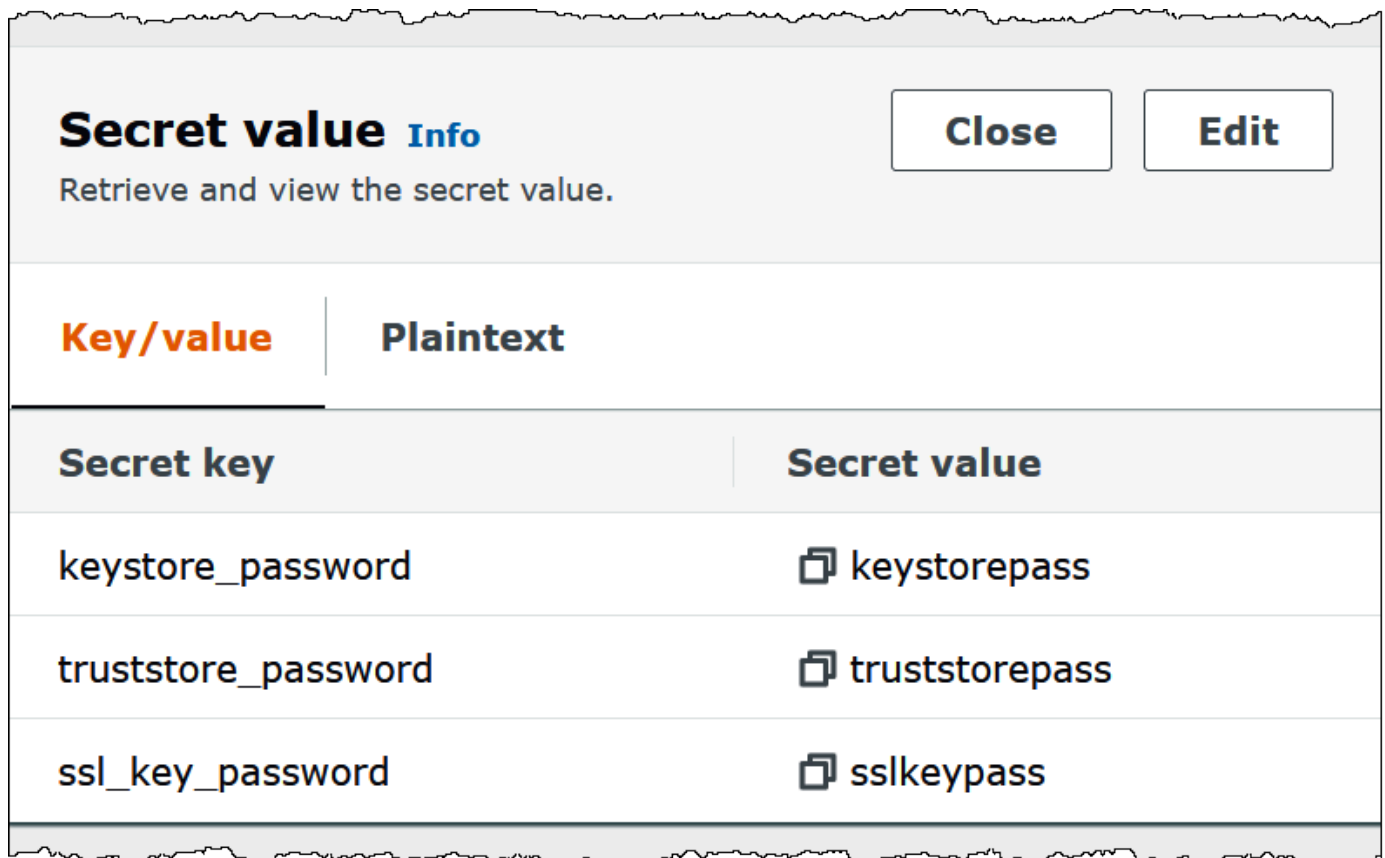 Secret value Info
Close
Edit
Retrieve and view the secret value.
Key/value
Plaintext
Secret key
Secret value
keystore_password
keystorepass
truststore_password
truststorepass
ssl_key_password
sslkeypass